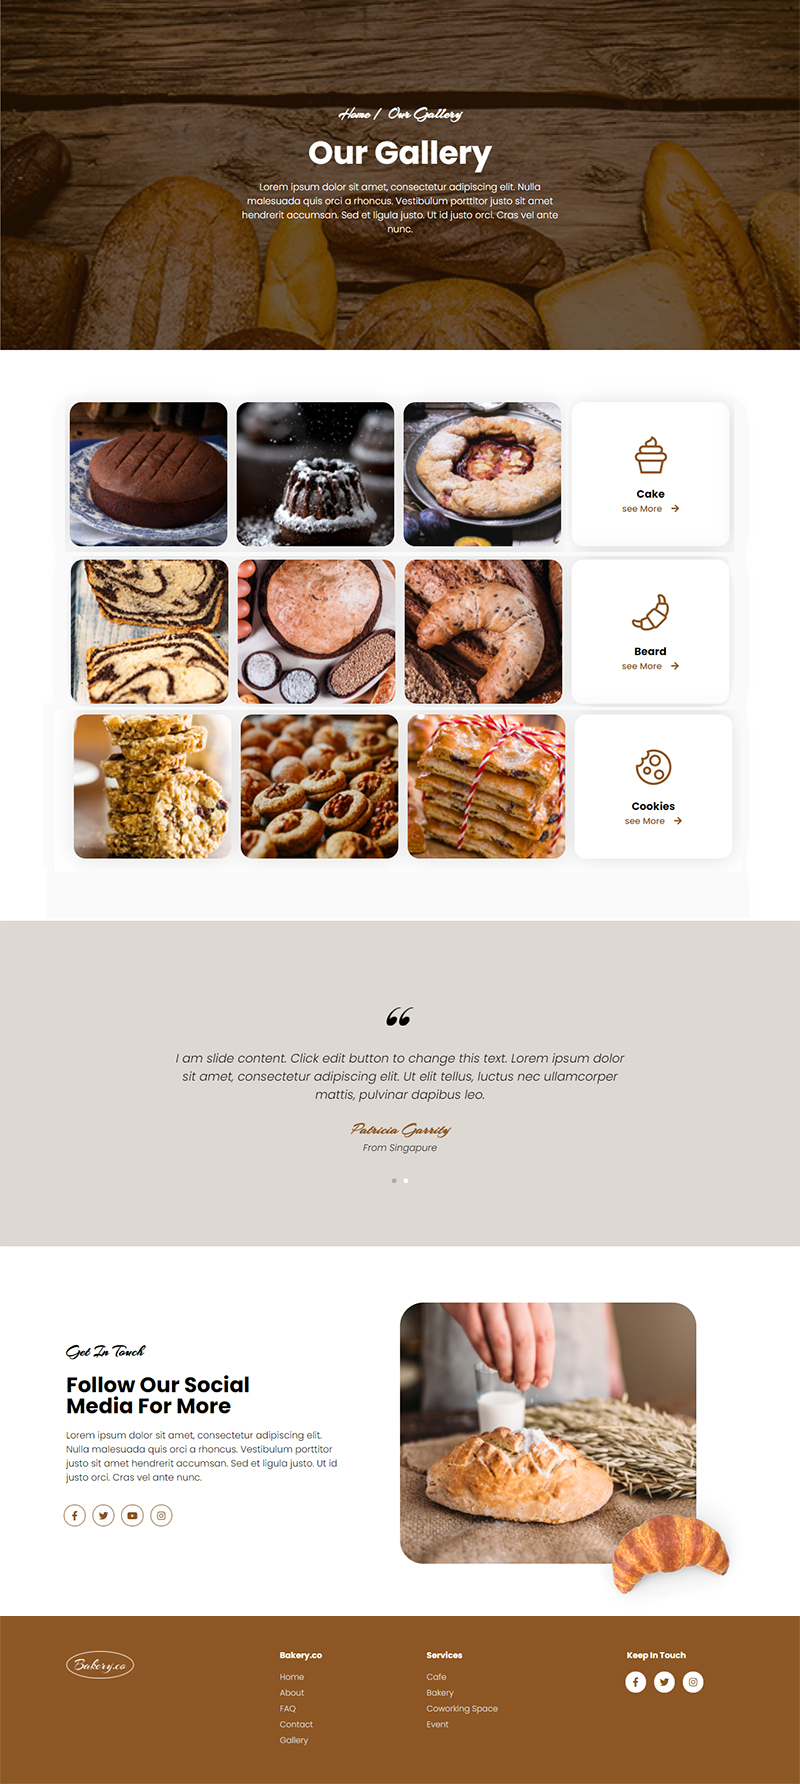 Home / Our Gallery
Our Gallery
Lorem ipsum dolor sit amet, consectetur adipiscing elit. Nulla
malesuada quis orci a rhoncus. Vestibulum porttitor justo sit amet
hendrerit accumsan. Sed et ligula justo. Ut id justo orci. Cras vel ante
nunc.
Cake
see More
Beard
see More
Cookies
see More
“
I am slide content. Click edit button to change this text. Lorem ipsum dolor
sit amet, consectetur adipiscing elit. Ut elit tellus, luctus nec ullamcorper
mattis, pulvinar dapibus leo.
Patricia Garrity
From Singapure
Get In Touch
Follow Our Social
Media For More
Lorem ipsum dolor sit amet, consectetur adipiscing elit.
Nulla malesuada quis orci a rhoncus. Vestibulum porttitor
justo sit amet hendrerit accumsan. Sed et ligula justo. Ut id
justo orci. Cras vel ante nunc.
Bakery.co
Bakery.co
Home
About
FAQ
Contact
Gallery
Services
Cafe
Bakery
Coworking Space
Event
Keep In Touch